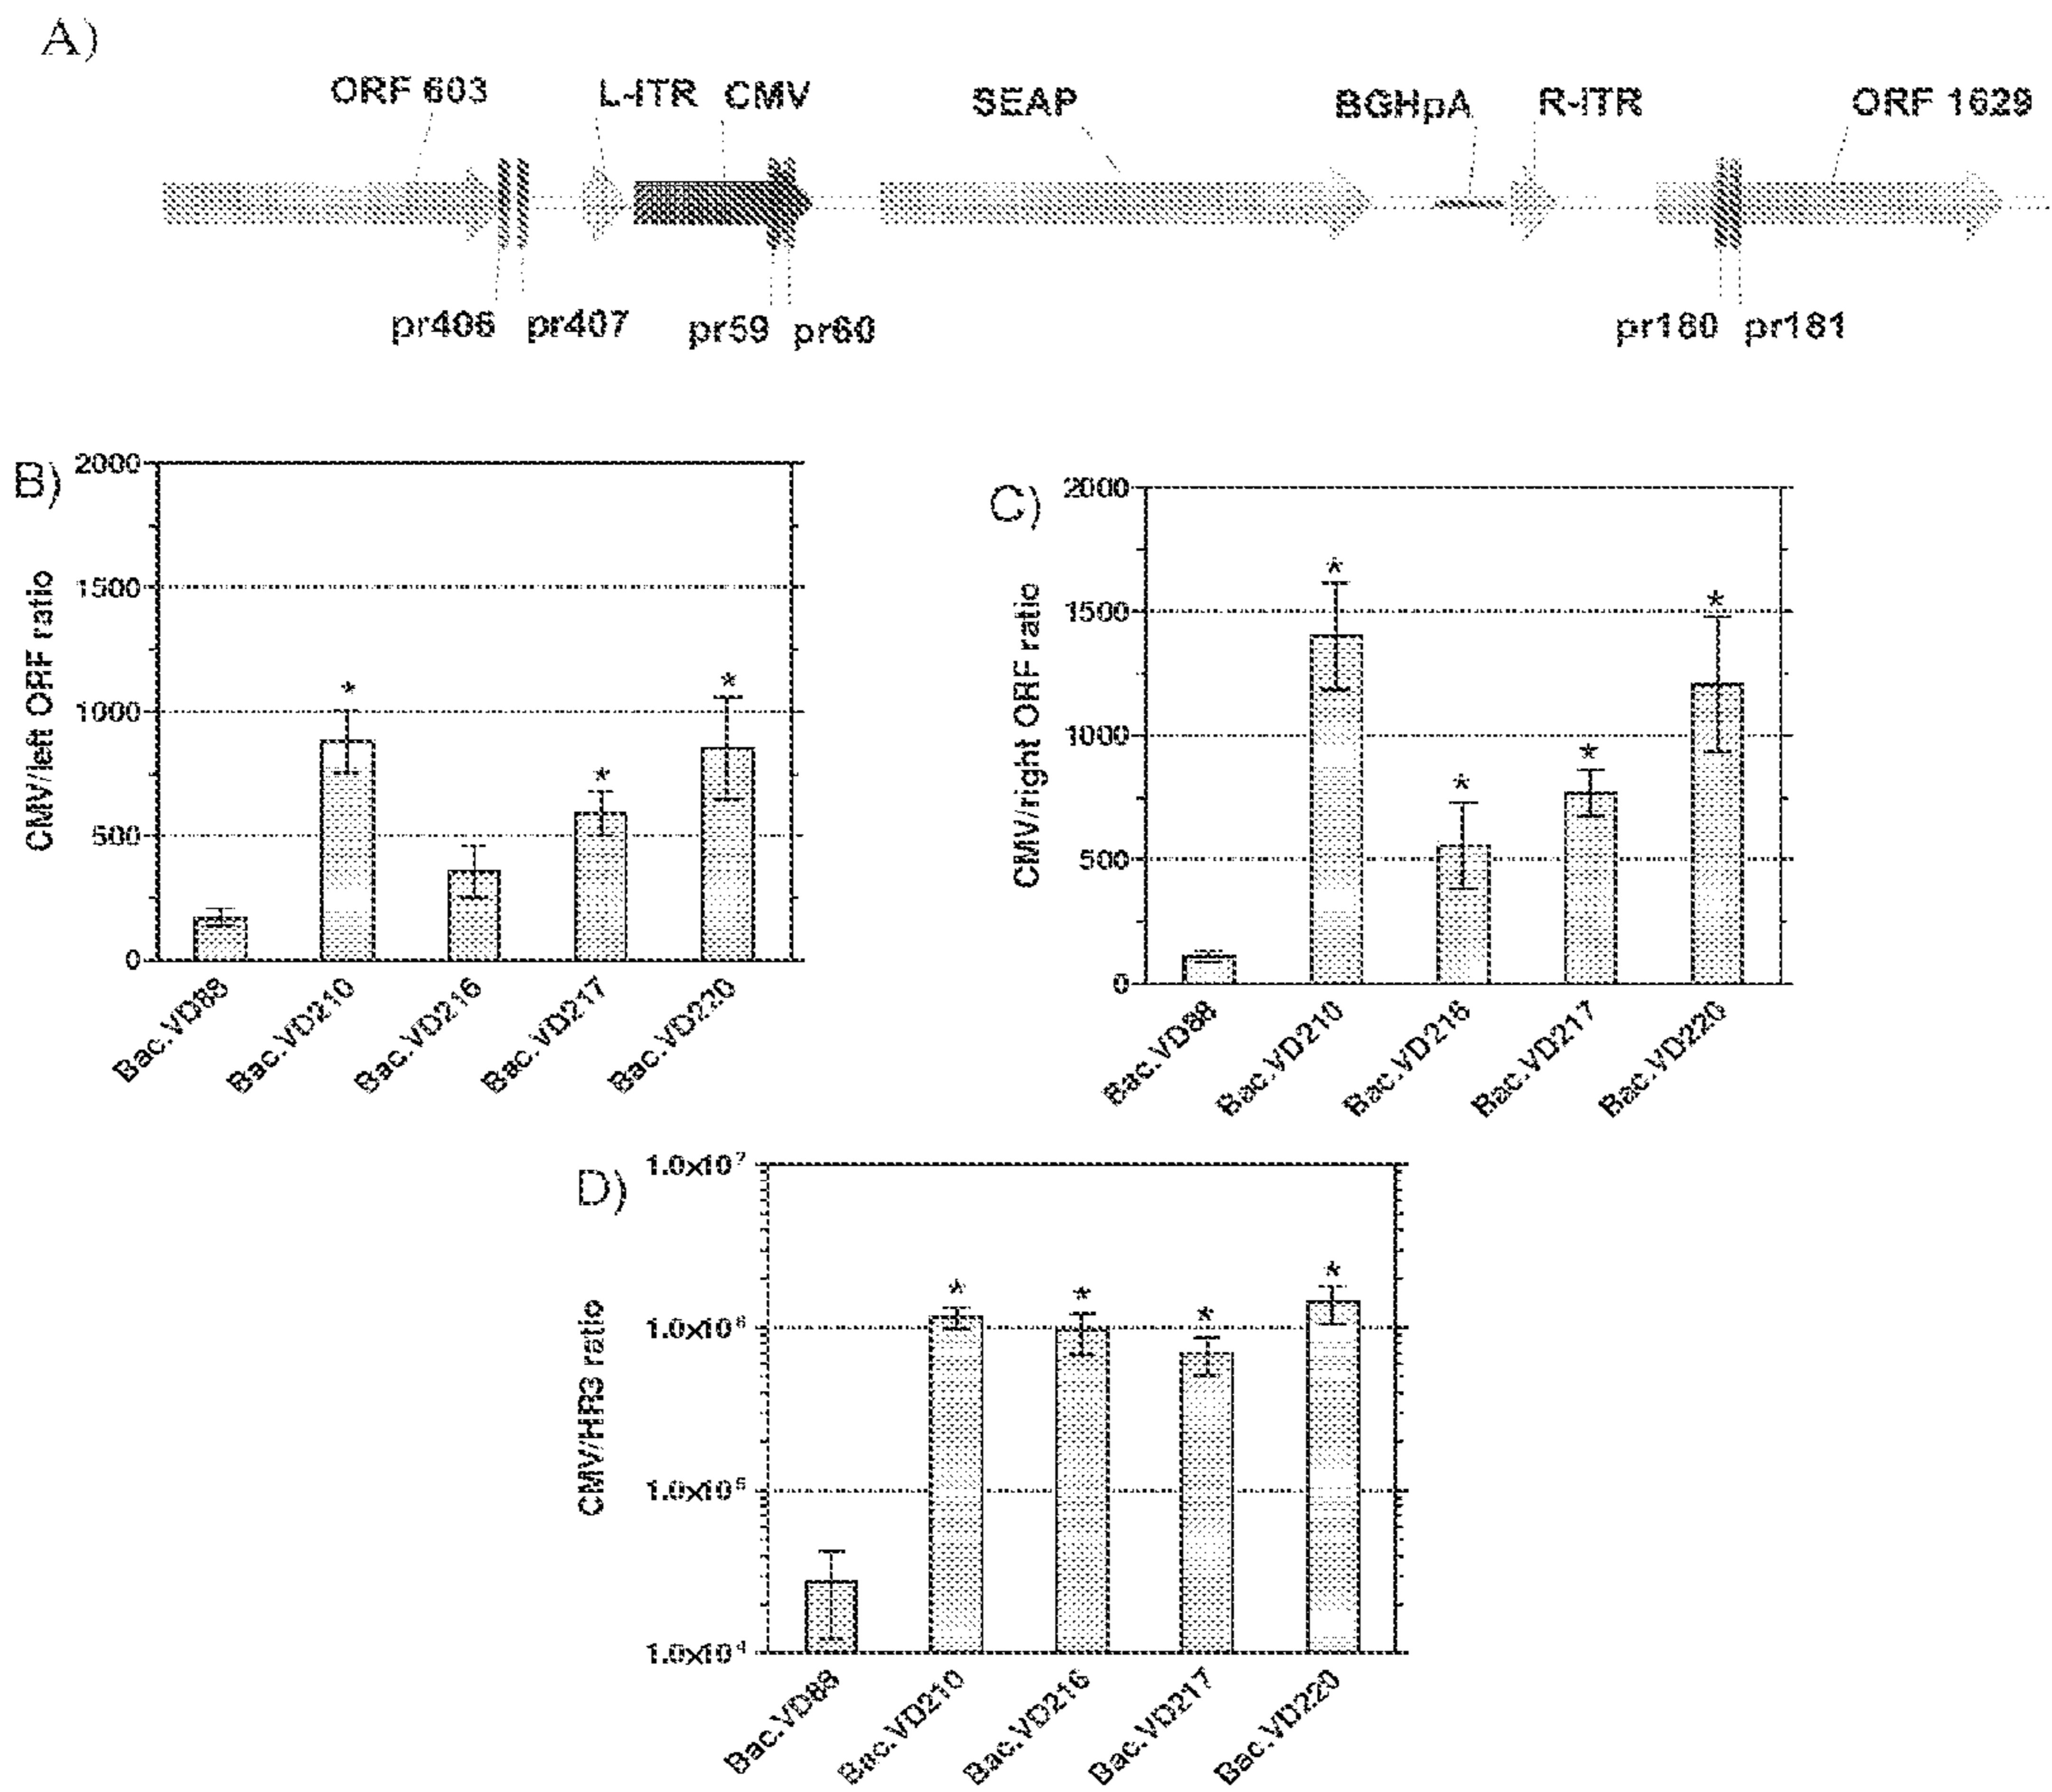 A)
ORF 603 L-ITR CMV SEAP BGHpA R-ITR ORF 1629
pr406 pr407 pr59 pr60 pr180 pr181
B)
CMV/left ORF ratio
2000
1500
1000
500
0
* * *
Bac.VD88 Bac.VD210 Bac.VD216 Bac.VD217 Bac.VD220
C)
CMV/right ORF ratio
2000
1500
1000
500
0
* * * *
Bac.VD88 Bac.VD210 Bac.VD216 Bac.VD217 Bac.VD220
D)
CMV/HR3 ratio
1.0x10⁷
1.0x10⁶
1.0x10⁵
1.0x10⁴
* * * *
Bac.VD88 Bac.VD210 Bac.VD216 Bac.VD217 Bac.VD220